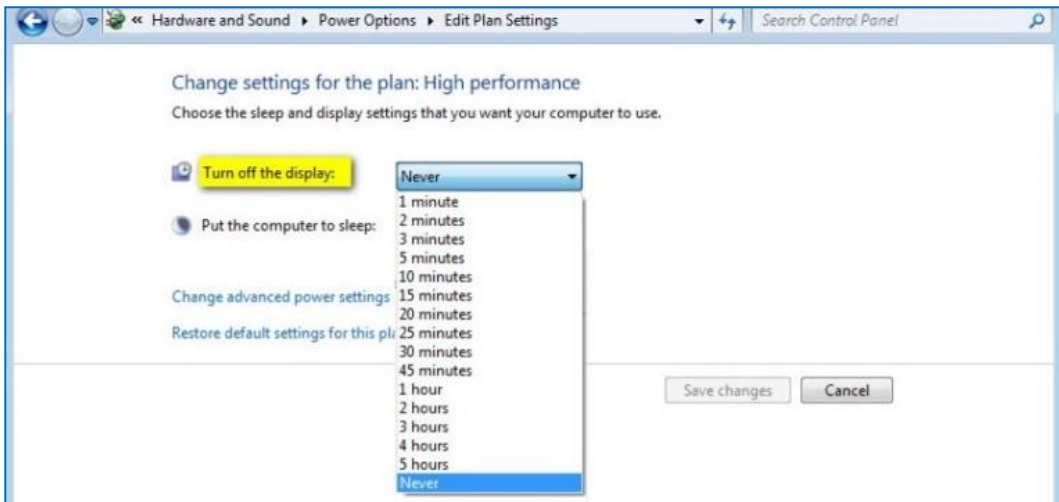 « Hardware and Sound ▸ Power Options ▸ Edit Plan Settings
Search Control Panel
Change settings for the plan: High performance
Choose the sleep and display settings that you want your computer to use.
Turn off the display:
Never
1 minute
2 minutes
Put the computer to sleep:
3 minutes
5 minutes
10 minutes
Change advanced power settings
15 minutes
20 minutes
Restore default settings for this pl
25 minutes
30 minutes
45 minutes
1 hour
Save changes
Cancel
2 hours
3 hours
4 hours
5 hours
Never